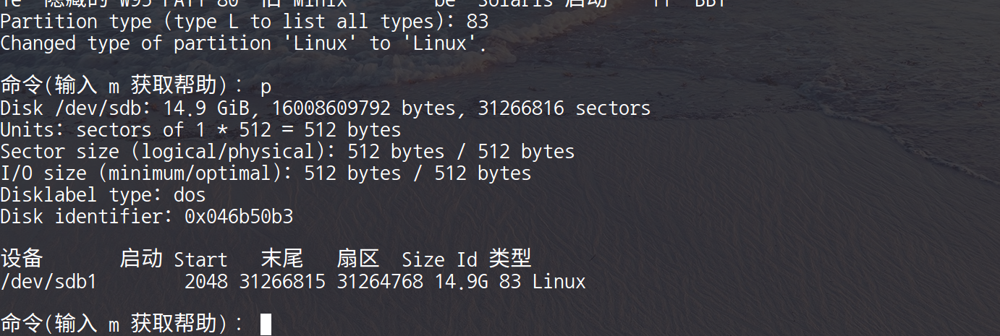 隐藏的 W95 FAT1 80 旧 Minix be Solaris 启动 ff BBT
Partition type (type L to list all types): 83
Changed type of partition 'Linux' to 'Linux'.
命令(输入 m 获取帮助)： p
Disk /dev/sdb: 14.9 GiB, 16008609792 bytes, 31266816 sectors
Units: sectors of 1 * 512 = 512 bytes
Sector size (logical/physical): 512 bytes / 512 bytes
I/O size (minimum/optimal): 512 bytes / 512 bytes
Disklabel type: dos
Disk identifier: 0x046b50b3
设备 启动 Start 末尾 扇区 Size Id 类型
/dev/sdb1 2048 31266815 31264768 14.9G 83 Linux
命令(输入 m 获取帮助)：